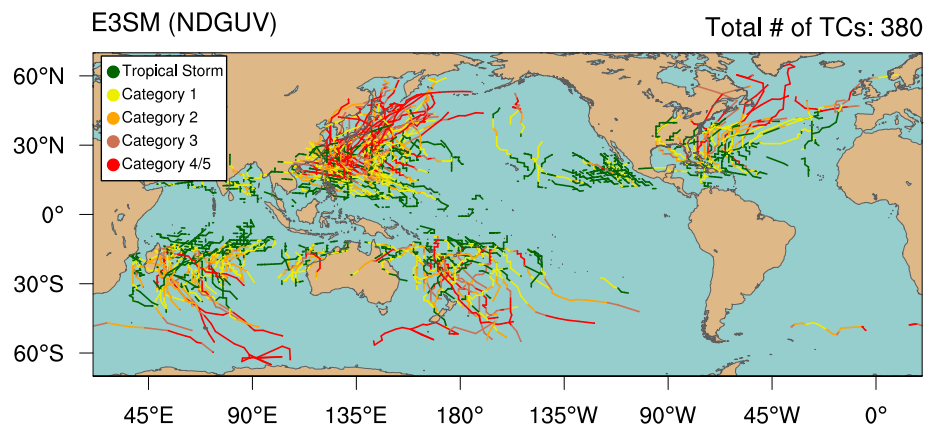 E3SM (NDGUV)
Total # of TCs: 380
60°N
30°N
0°
30°S
60°S
Tropical Storm
Category 1
Category 2
Category 3
Category 4/5
45°E 90°E 135°E 180° 135°W 90°W 45°W 0°